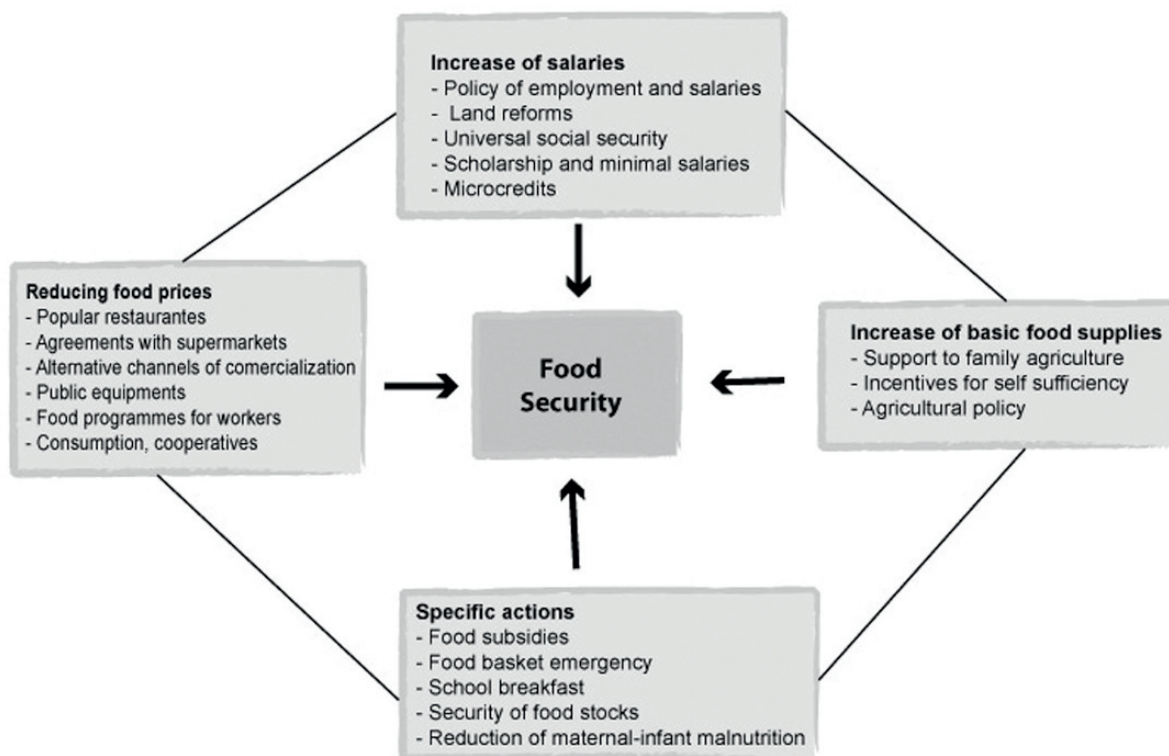 Increase of salaries
- Policy of employment and salaries
- Land reforms
- Universal social security
- Scholarship and minimal salaries
- Microcredits
Reducing food prices
- Popular restaurantes
- Agreements with supermarkets
- Alternative channels of comercialization
- Public equipments
- Food programmes for workers
- Consumption, cooperatives
Food
Security
Increase of basic food supplies
- Support to family agriculture
- Incentives for self sufficiency
- Agricultural policy
Specific actions
- Food subsidies
- Food basket emergency
- School breakfast
- Security of food stocks
- Reduction of maternal-infant malnutrition